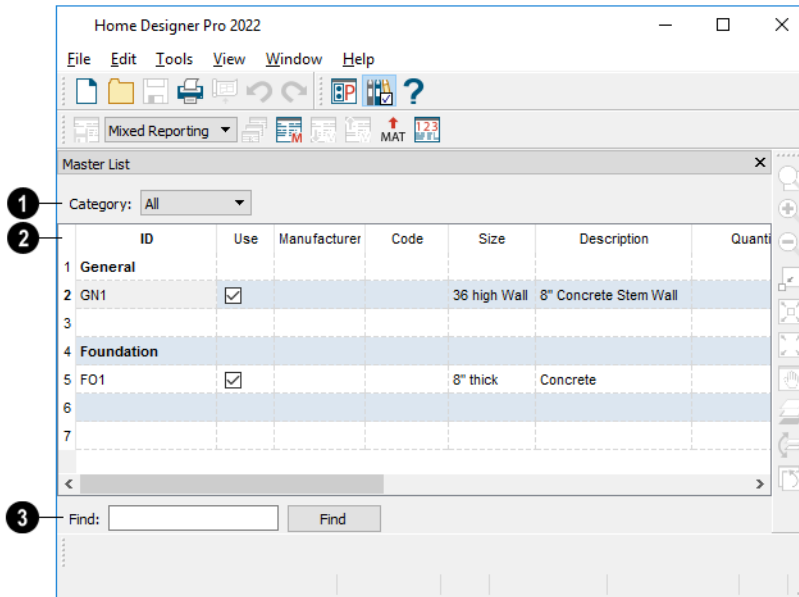 Home Designer Pro 2022
File Edit Tools View Window Help
P ?
Mixed Reporting M MAT 123
Master List
1 Category: All
2 ID Use Manufacturer Code Size Description Quanti
1 General
2 GN1 36 high Wall 8" Concrete Stem Wall
3
4 Foundation
5 FO1 8" thick Concrete
6
7
3 Find: Find